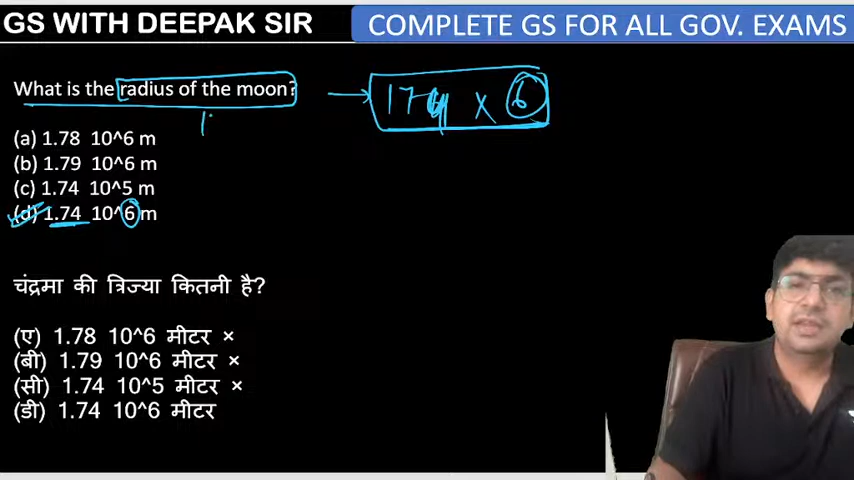 GS WITH DEEPAK SIR
COMPLETE GS FOR ALL GOV. EXAMS
What is the radius of the moon?
(a) 1.78 10^6 m
(b) 1.79 10^6 m
(c) 1.74 10^5 m
(d) 1.74 10^6 m
174 x 6
चंद्रमा की त्रिज्या कितनी है?
(ए) 1.78 10^6 मीटर ×
(बी) 1.79 10^6 मीटर ×
(सी) 1.74 10^5 मीटर ×
(डी) 1.74 10^6 मीटर